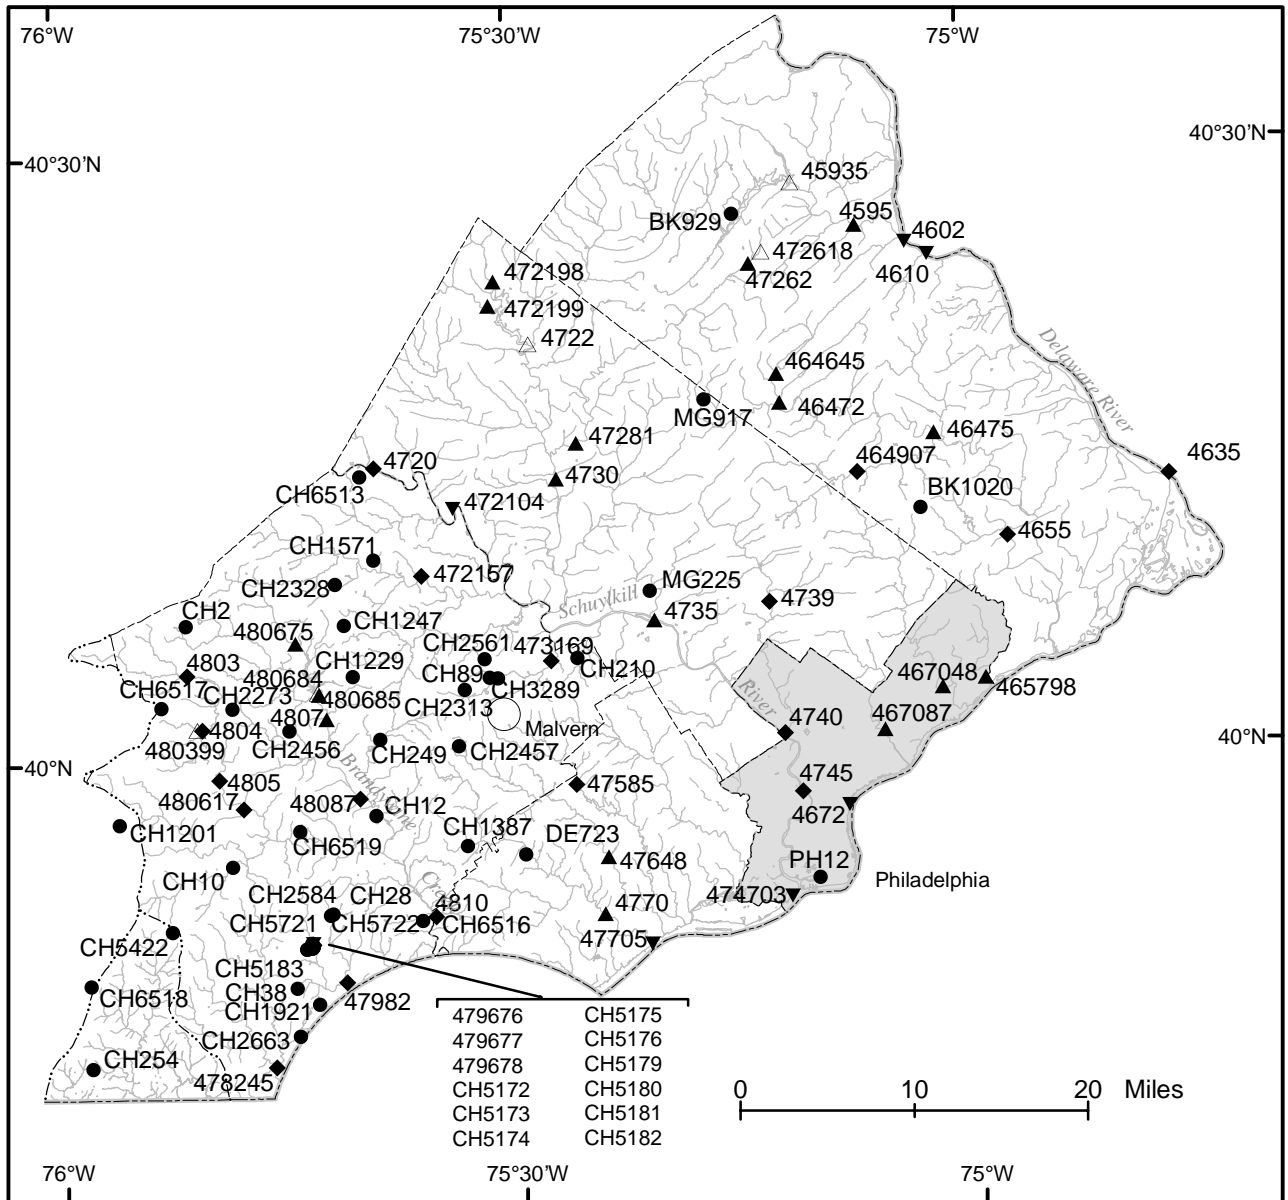 76°W
75°30'W
75°W
40°30'N
40°30'N
45935
BK929
4595
4602
472618
4610
47262
472198
472199
4722
Delaware River
464645
46472
MG917
47281
46475
4635
4720
4730
464907
CH6513
BK1020
472104
4655
CH1571
472157
CH2328
MG225
Schuylkill
4739
CH2
4735
CH1247
480675
CH2561
473169
4803
CH1229
CH210
480684
CH89
467048
465798
CH6517
CH2273
480685
CH3289
River
CH2313
4807
4804
Malvern
4740
467087
480399
CH2456
CH249
CH2457
40°N
40°N
Brandywine
4805
47585
4745
480617
48087
CH12
4672
CH1201
CH1387
DE723
CH6519
47648
PH12
CH10
Creek
Philadelphia
CH2584
CH28
474703
4810
4770
CH5721
CH5722
CH6516
CH5422
47705
CH5183
CH38
CH6518
47982
CH1921
479676
CH5175
CH2663
479677
CH5176
CH254
479678
CH5179
478245
CH5172
CH5180
0
10
20
Miles
CH5173
CH5181
CH5174
CH5182
76°W
75°30'W
75°W